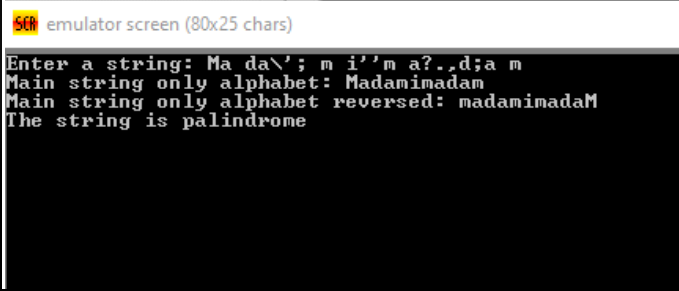 SCR emulator screen (80x25 chars)
Enter a string: Ma da\'; m i''m a?.,d;a m
Main string only alphabet: Madamimadam
Main string only alphabet reversed: madamimadaM
The string is palindrome